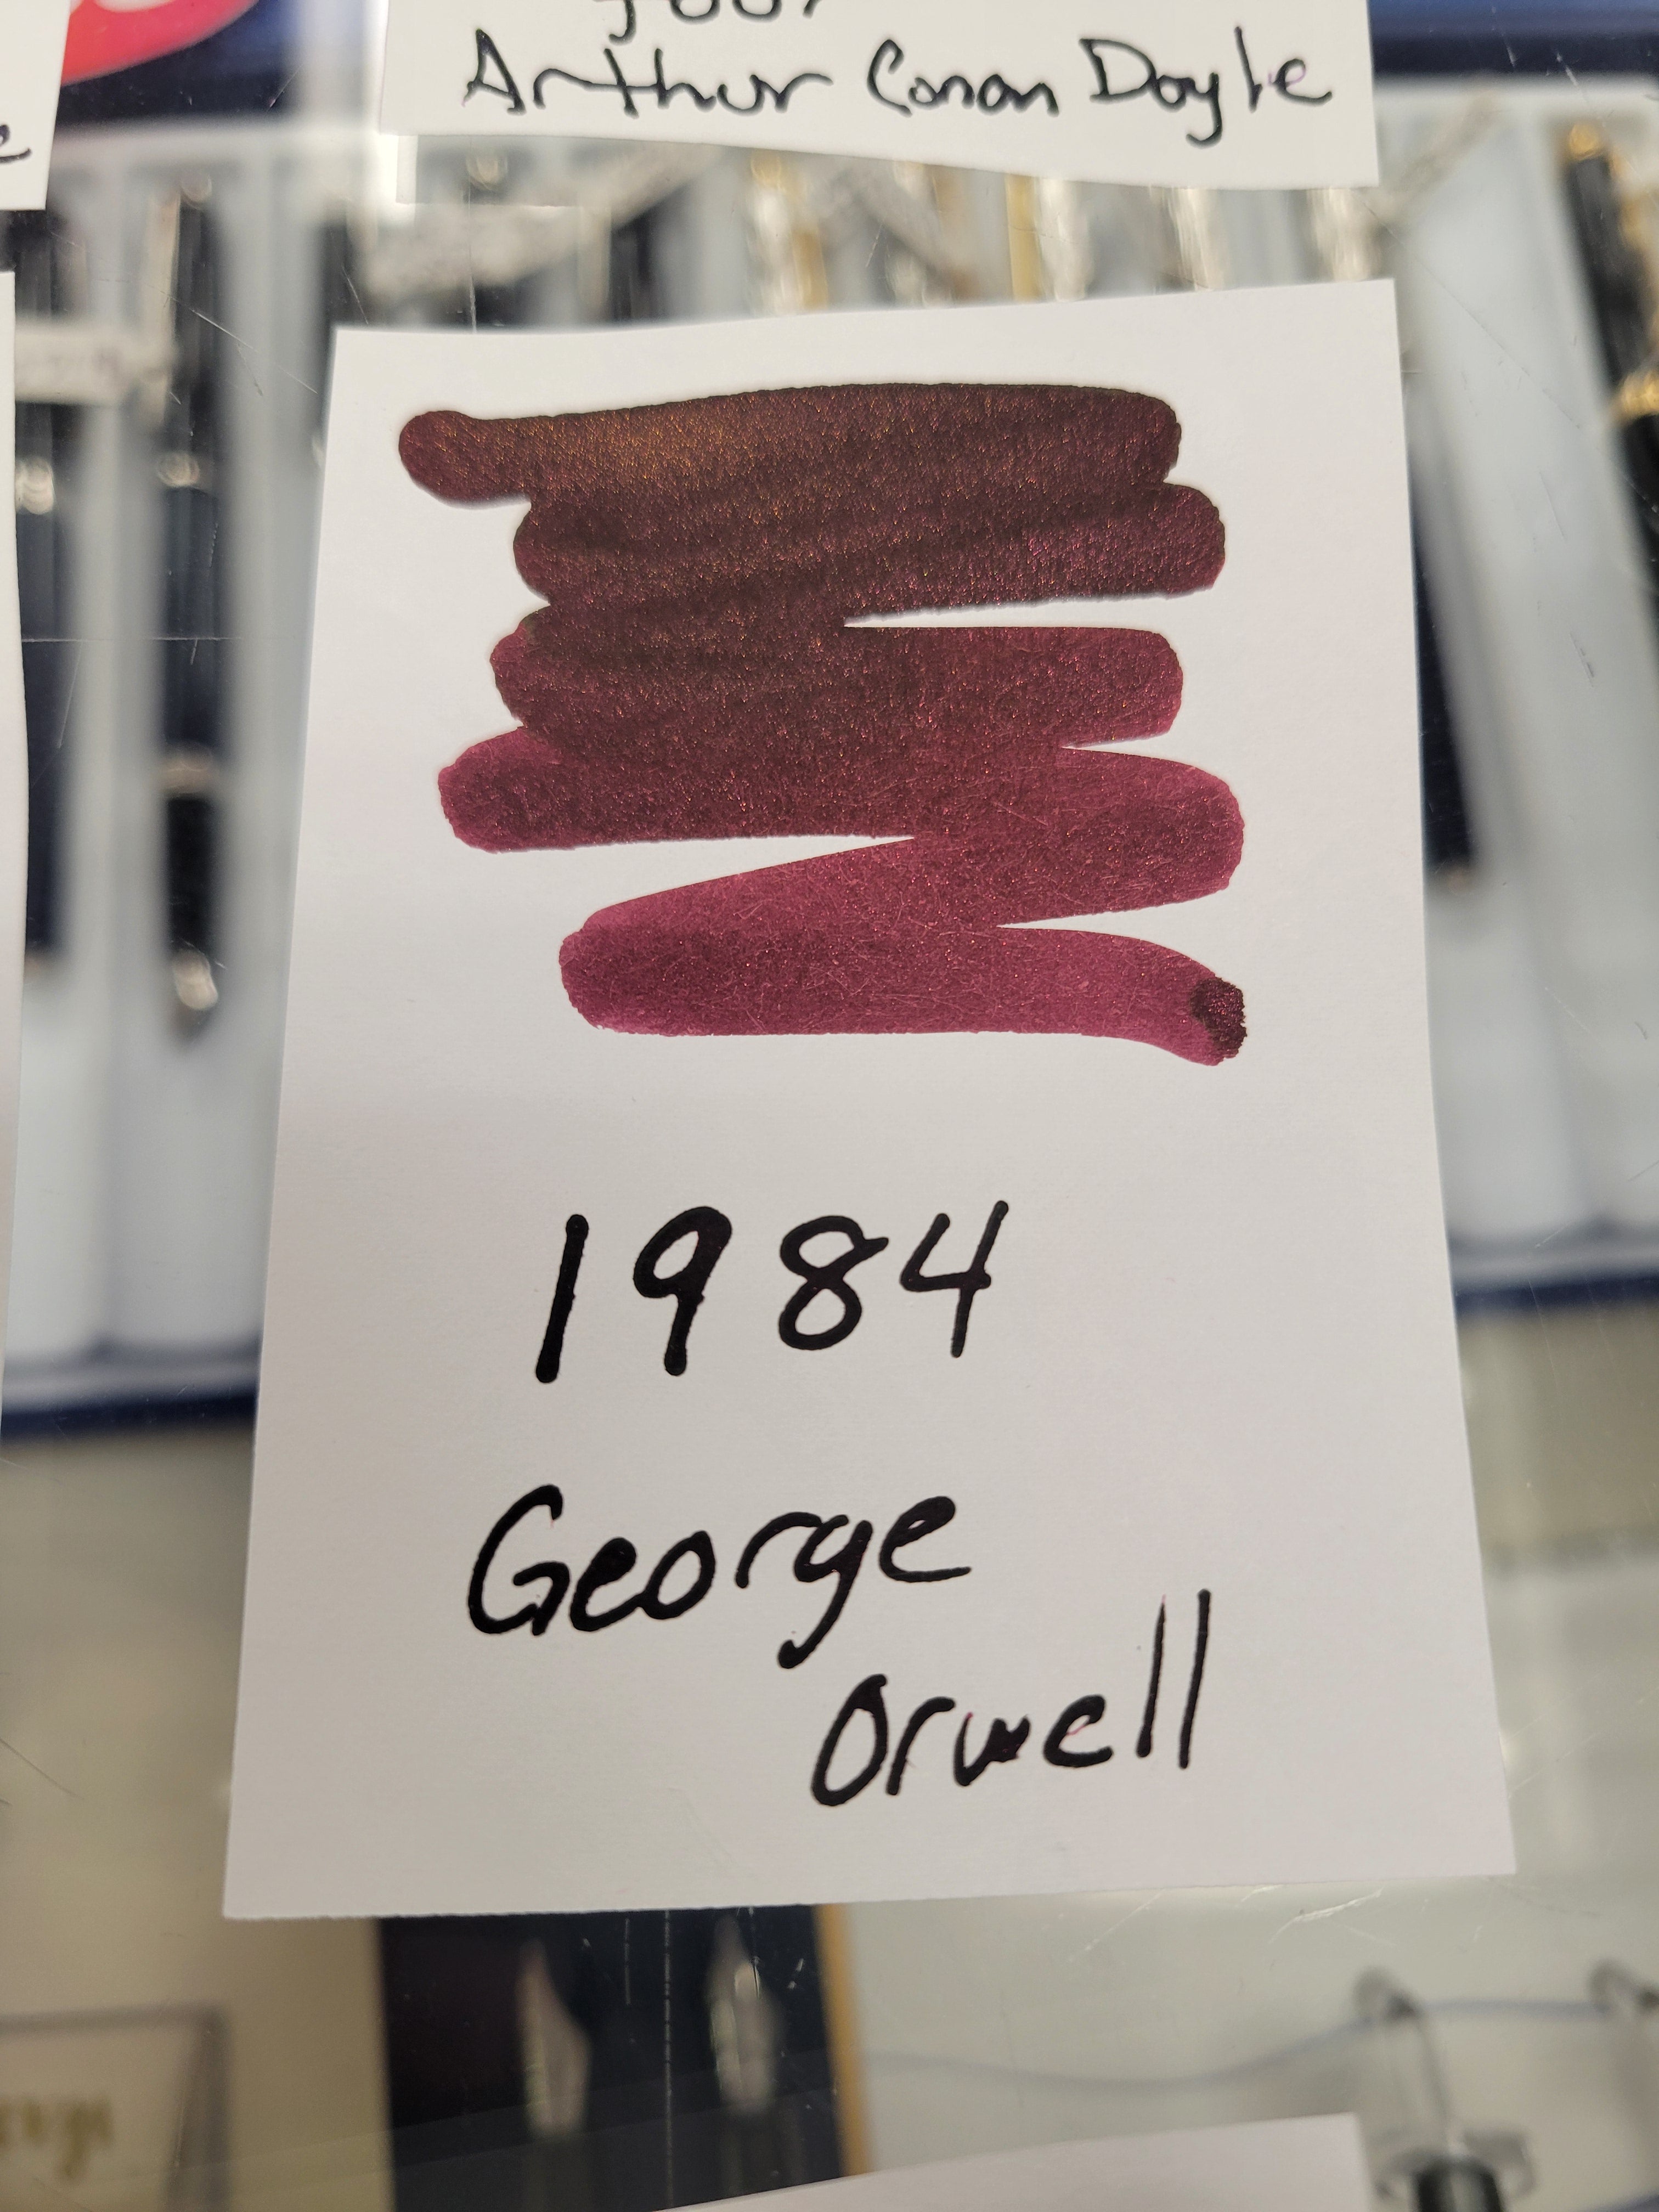 Arthur Conan Doyle
1984
George
Orwell